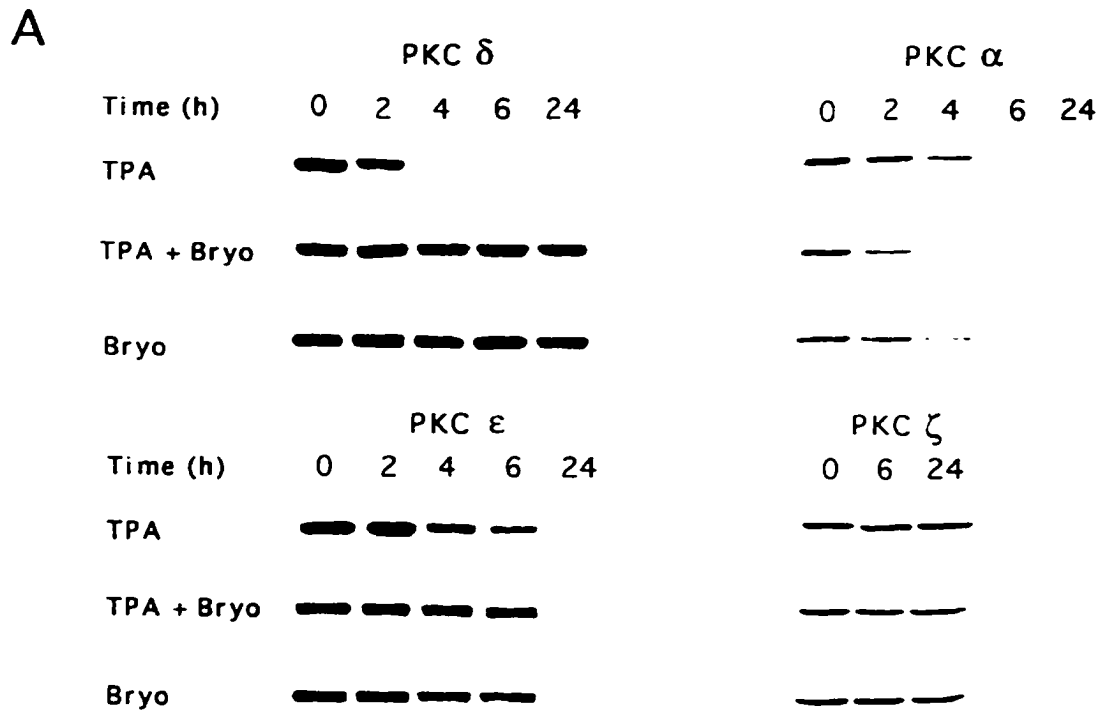 A
PKC δ
Time (h) 0 2 4 6 24
TPA
TPA + Bryo
Bryo
PKC α
0 2 4 6 24
PKC ε
Time (h) 0 2 4 6 24
TPA
TPA + Bryo
Bryo
PKC ζ
0 6 24